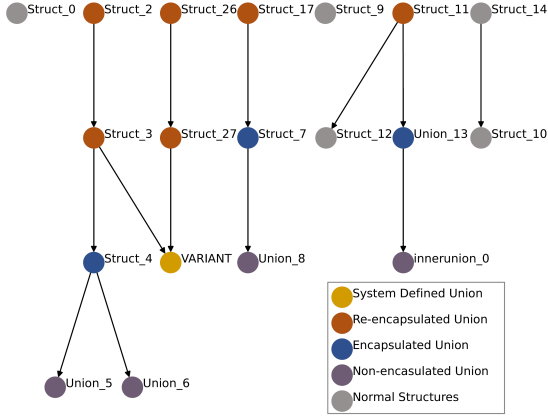 Struct_0
Struct_2
Struct_26
Struct_17
Struct_9
Struct_11
Struct_14
Struct_3
Struct_27
Struct_7
Struct_12
Union_13
Struct_10
Struct_4
VARIANT
Union_8
innerunion_0
Union_5
Union_6
System Defined Union
Re-encapsulated Union
Encapsulated Union
Non-encasulated Union
Normal Structures